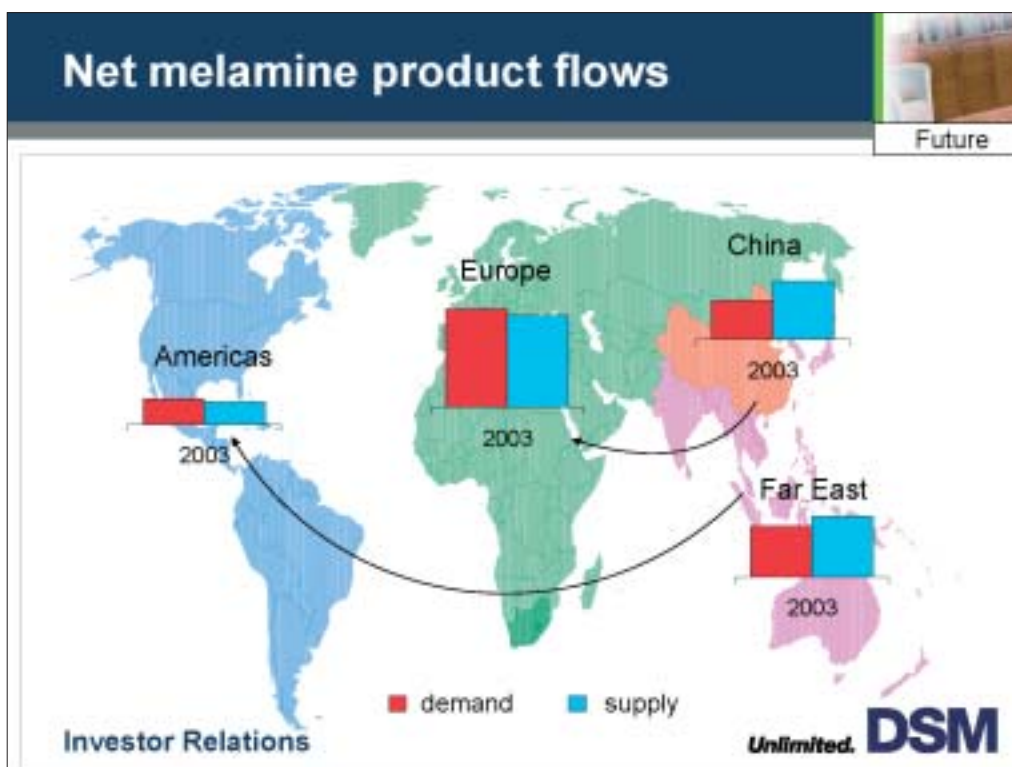 Net melamine product flows
Future
China
Europe
2003
Americas
2003
2003
Far East
2003
demand
supply
Investor Relations
Unlimited. DSM